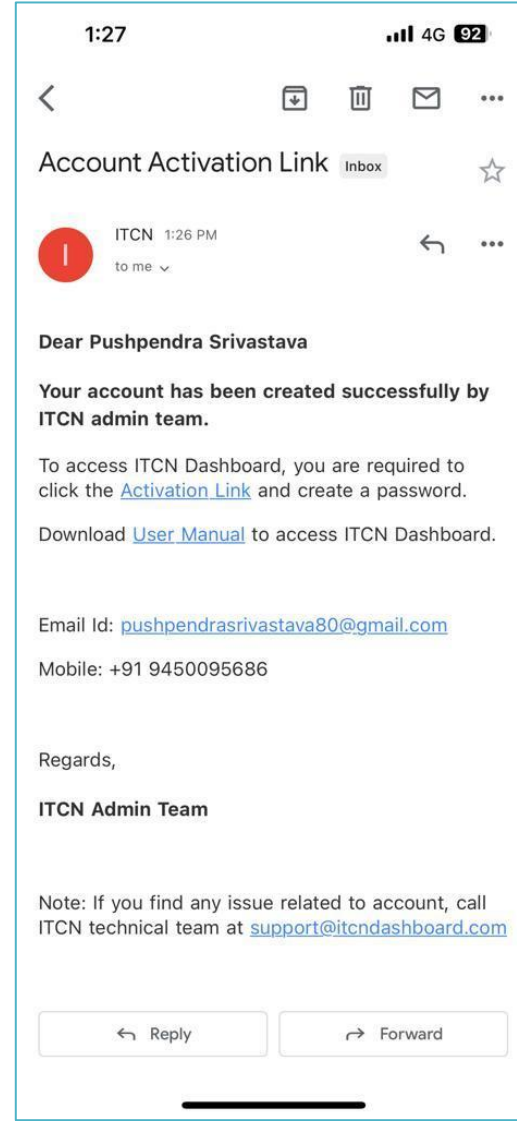 1:27 4G 92
Account Activation Link Inbox
I
ITCN 1:26 PM
to me
Dear Pushpendra Srivastava
Your account has been created successfully by
ITCN admin team.
To access ITCN Dashboard, you are required to
click the Activation Link and create a password.
Download User Manual to access ITCN Dashboard.
Email Id: pushpendrasrivastava80@gmail.com
Mobile: +91 9450095686
Regards,
ITCN Admin Team
Note: If you find any issue related to account, call
ITCN technical team at support@itcndashboard.com
Reply Forward